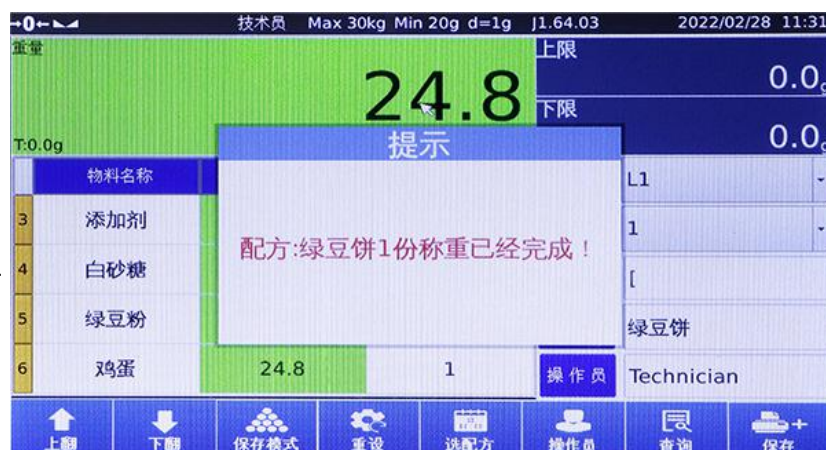 →0← 技术员 Max 30kg Min 20g d=1g J1.64.03 2022/02/28 11:31
重量
24.8
T:0.0g
上限
0.0g
下限
0.0g
提示
配方:绿豆饼1份称重已经完成！
物料名称
L1
3 添加剂
1
4 白砂糖
[
5 绿豆粉
绿豆饼
6 鸡蛋 24.8 1
操作员 Technician
上翻 下翻 保存模式 重设 选配方 操作员 查询 保存